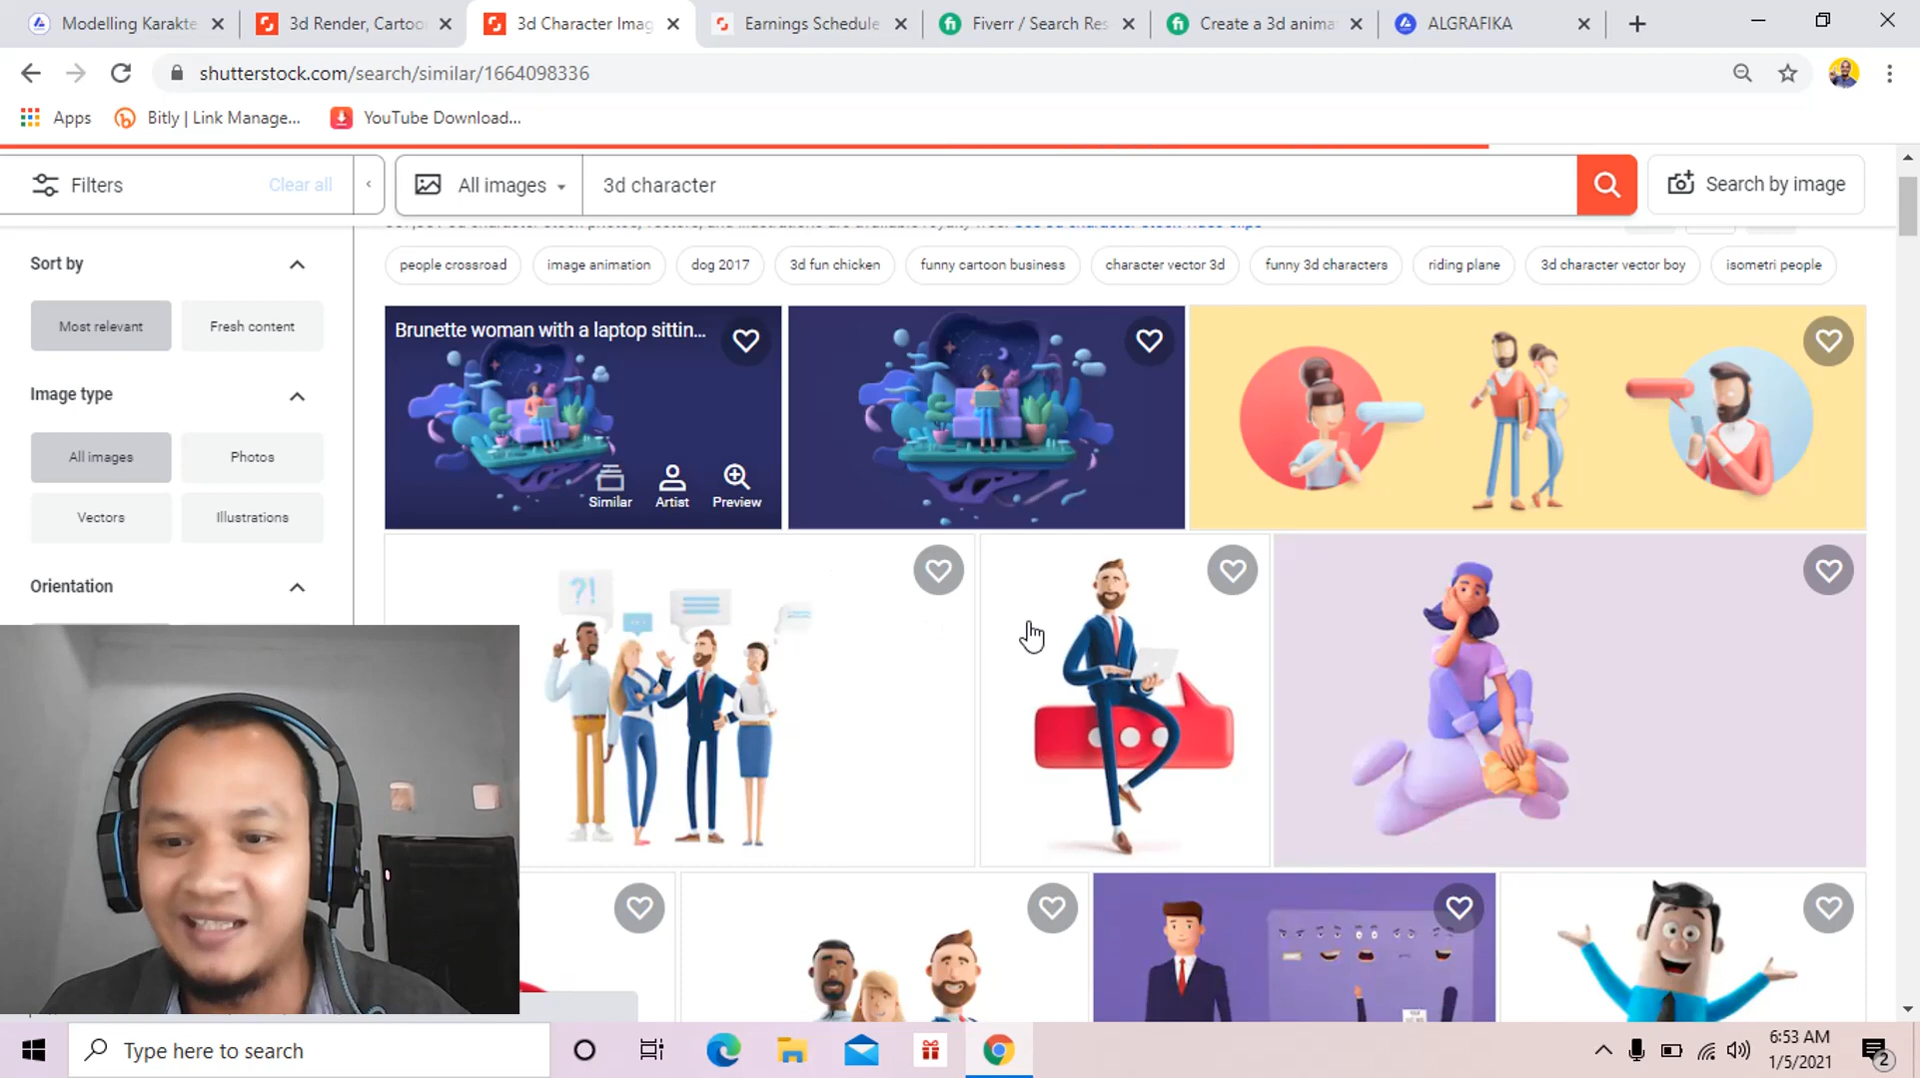 Modelling Karakte
3d Render, Cartoo
3d Character Imag
Earnings Schedule
Fiverr / Search Res
Create a 3d anima
ALGRAFIKA
shutterstock.com/search/similar/1664098336
Apps
Bitly | Link Manage...
YouTube Download...
Filters
Clear all
All images
3d character
Search by image
people crossroad
image animation
dog 2017
3d fun chicken
funny cartoon business
character vector 3d
funny 3d characters
riding plane
3d character vector boy
isometri people
Sort by
Most relevant
Fresh content
Image type
All images
Photos
Vectors
Illustrations
Orientation
Brunette woman with a laptop sittin...
Similar
Artist
Preview
?!
Type here to search
6:53 AM
1/5/2021
2